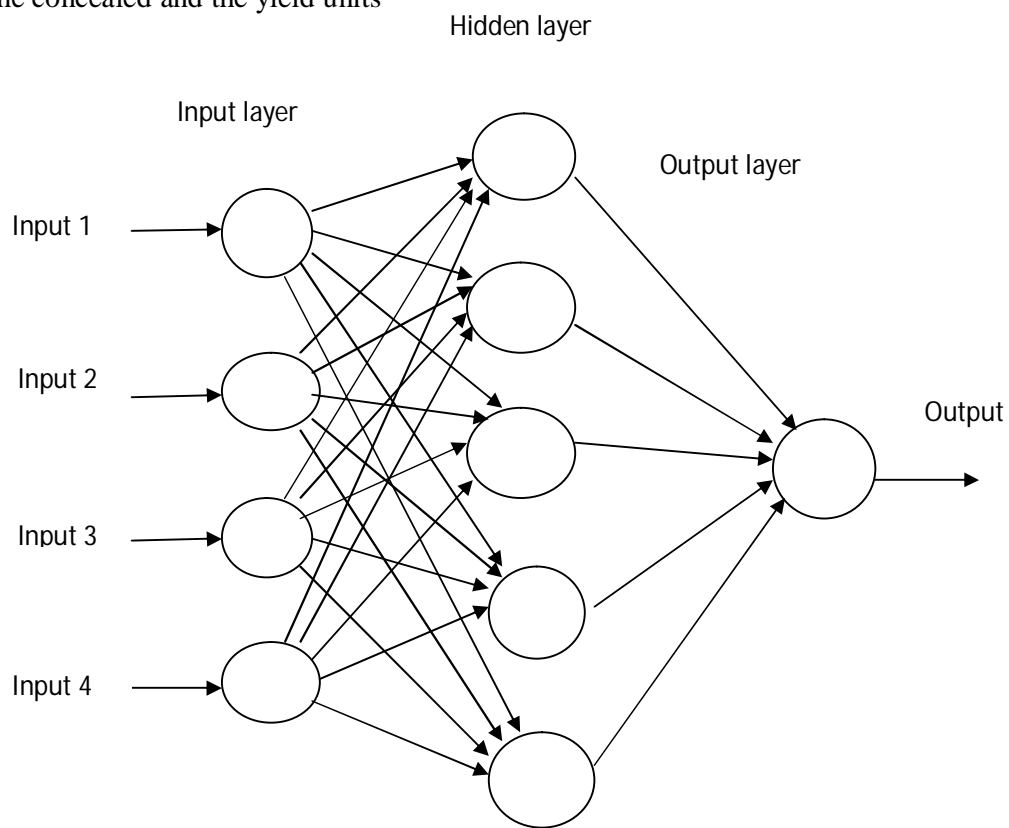 the concealed and the yield units
Hidden layer
Input layer
Output layer
Input 1
Input 2
Output
Input 3
Input 4